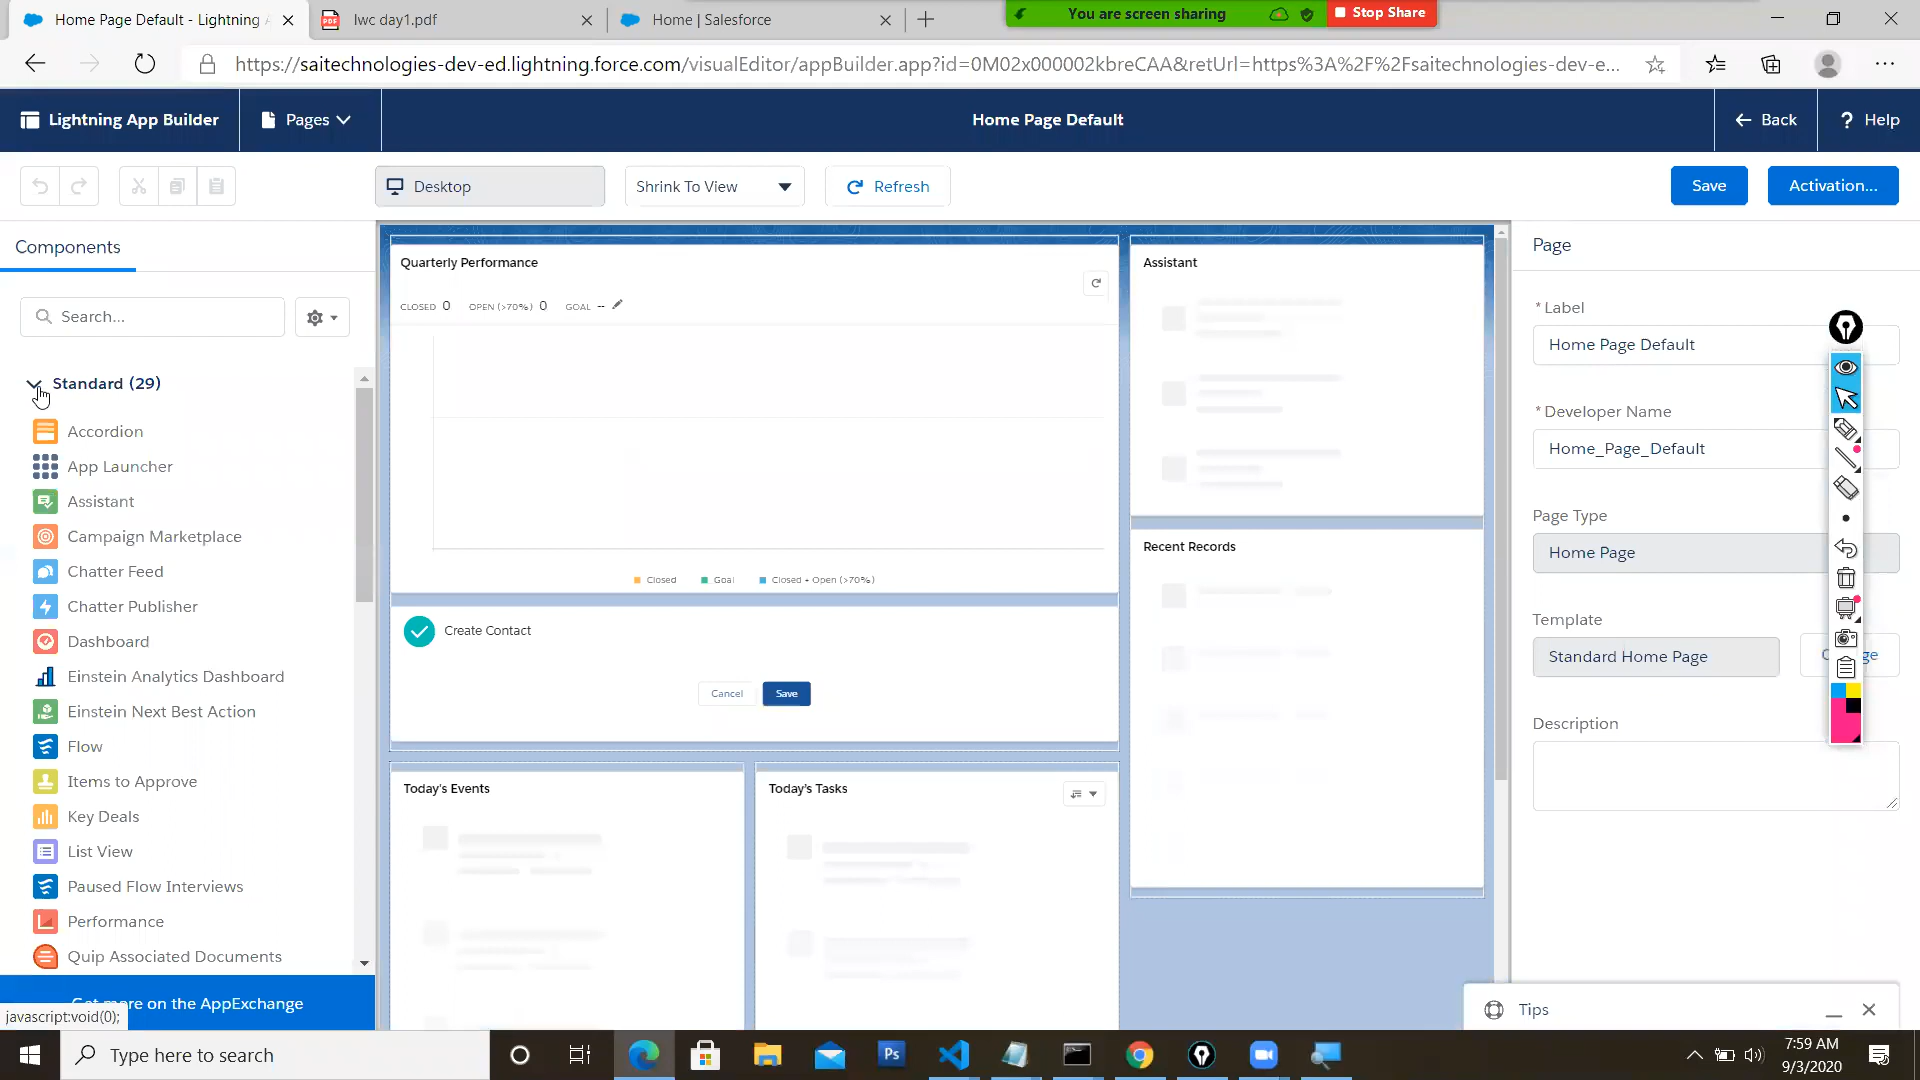 Home Page Default - Lightning
lwc day1.pdf
Home | Salesforce
You are screen sharing
Stop Share
https://saitechnologies-dev-ed.lightning.force.com/visualEditor/appBuilder.app?id=0M02x000002kbreCAA&retUrl=https%3A%2F%2Fsaitechnologies-dev-e...
Lightning App Builder
Pages
Home Page Default
Back
? Help
Desktop
Shrink To View
Refresh
Save
Activation...
Components
Search...
Standard (29)
Accordion
App Launcher
Assistant
Campaign Marketplace
Chatter Feed
Chatter Publisher
Dashboard
Einstein Analytics Dashboard
Einstein Next Best Action
Flow
Items to Approve
Key Deals
List View
Paused Flow Interviews
Performance
Quip Associated Documents
Get more on the AppExchange
javascript:void(0);
Quarterly Performance
CLOSED 0 OPEN (>70%) 0 GOAL --
Closed Goal Closed + Open (>70%)
Create Contact
Cancel
Save
Today's Events
Today's Tasks
Assistant
Recent Records
Page
* Label
Home Page Default
* Developer Name
Home_Page_Default
Page Type
Home Page
Template
Standard Home Page
Description
Tips
Type here to search
Ps
7:59 AM
9/3/2020